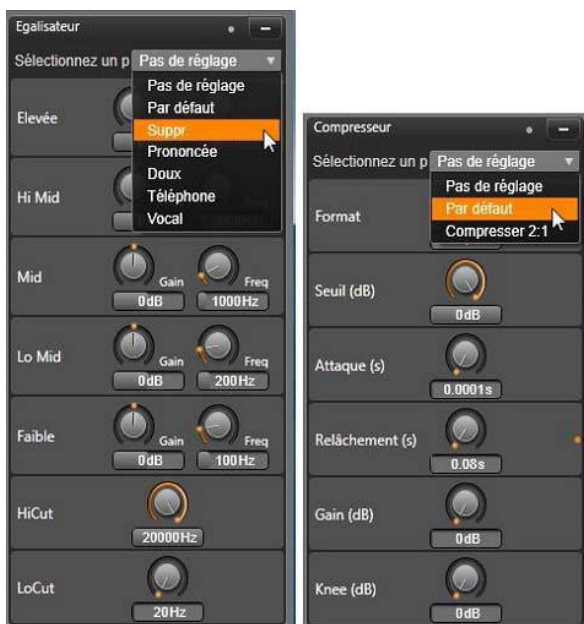 Egalisateur
Sélectionnez un p Pas de réglage
Pas de réglage
Par défaut
Suppr.
Prononcée
Doux
Téléphone
Vocal
Elevée
Hi Mid
Mid
Gain
Freq
0dB
1000Hz
Lo Mid
Gain
Freq
0dB
200Hz
Faible
Gain
Freq
0dB
100Hz
HiCut
20000Hz
LoCut
20Hz
Compresseur
Sélectionnez un p Pas de réglage
Pas de réglage
Par défaut
Compresser 2:1
Format
Seuil (dB)
0dB
Attaque (s)
0.0001s
Relâchement (s)
0.08s
Gain (dB)
0dB
Knee (dB)
0dB